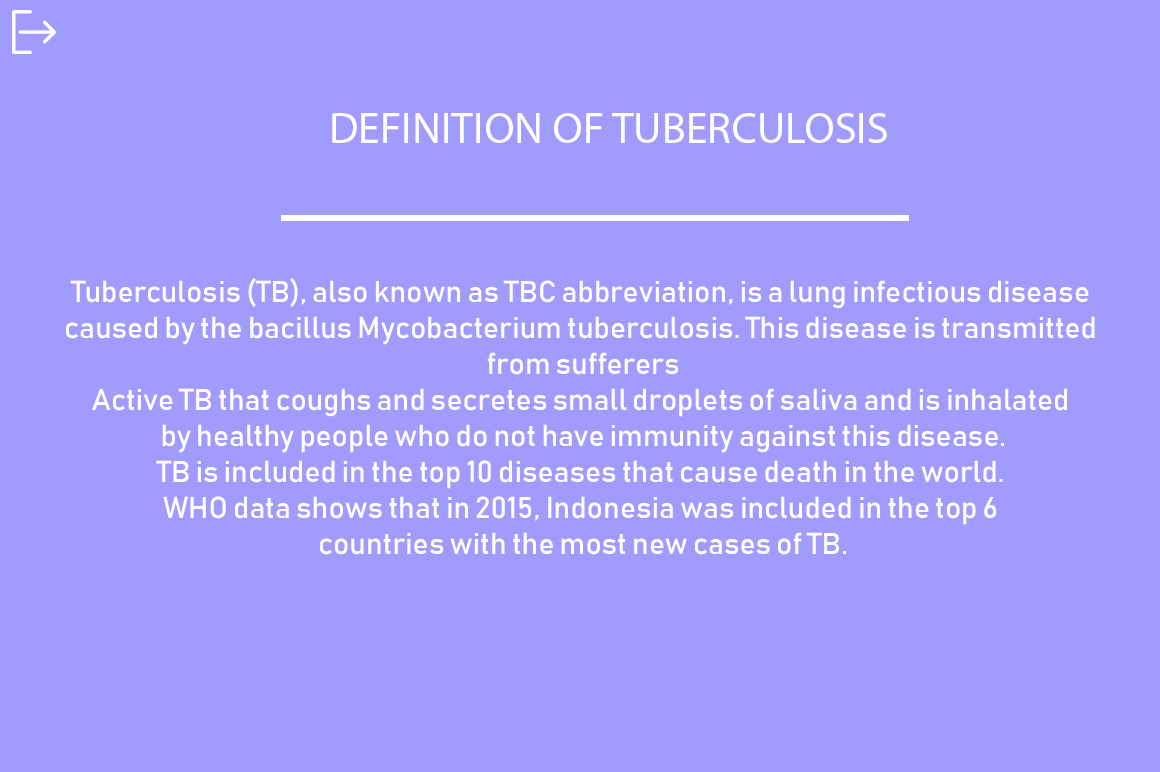 DEFINITION OF TUBERCULOSIS
Tuberculosis (TB), also known as TBC abbreviation, is a lung infectious disease
caused by the bacillus Mycobacterium tuberculosis. This disease is transmitted
from sufferers
Active TB that coughs and secretes small droplets of saliva and is inhalated
by healthy people who do not have immunity against this disease.
TB is included in the top 10 diseases that cause death in the world.
WHO data shows that in 2015, Indonesia was included in the top 6
countries with the most new cases of TB.